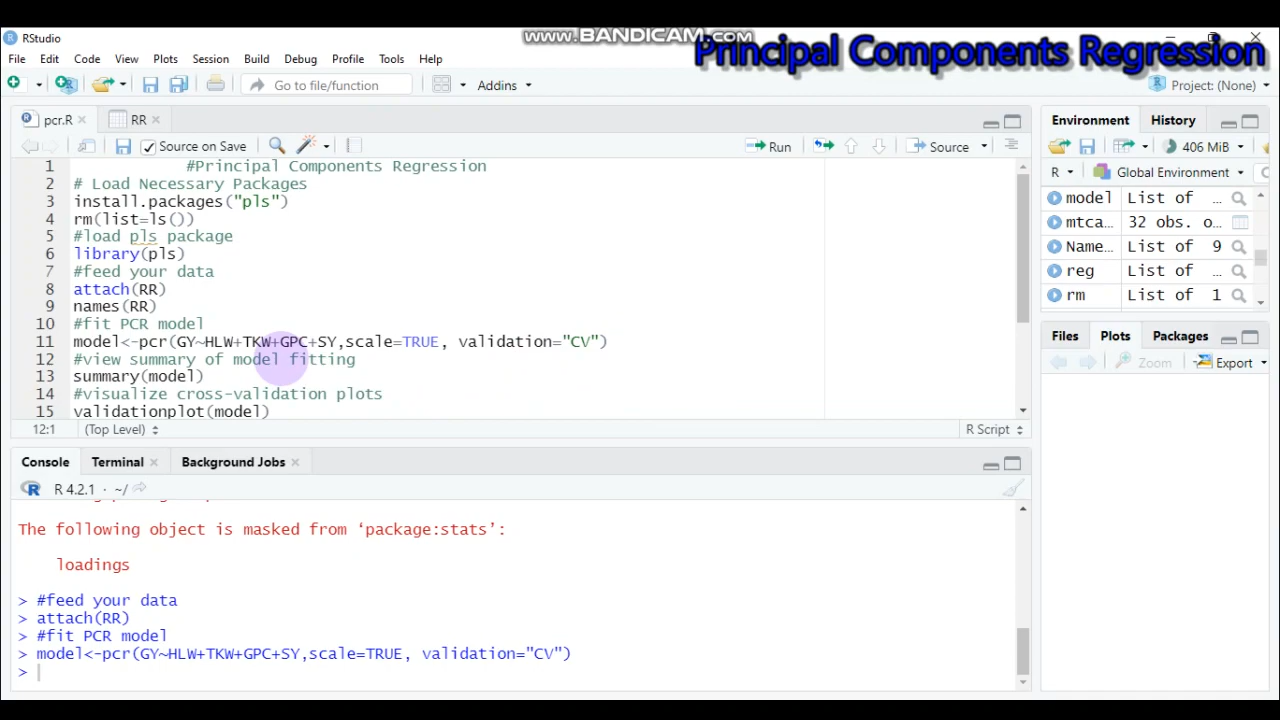 www.BANDICAM.com
RStudio
Principal Components Regression
File Edit Code View Plots Session Build Debug Profile Tools Help
Go to file/function Addins Project: (None)
pcr.R RR
Source on Save Run Source
1 #Principal Components Regression
2 # Load Necessary Packages
3 install.packages("pls")
4 rm(list=ls())
5 #load pls package
6 library(pls)
7 #feed your data
8 attach(RR)
9 names(RR)
10 #fit PCR model
11 model<-pcr(GY~HLW+TKW+GPC+SY,scale=TRUE, validation="CV")
12 #view summary of model fitting
13 summary(model)
14 #visualize cross-validation plots
15 validationplot(model)
12:1 (Top Level) R Script
Console Terminal Background Jobs
R 4.2.1 · ~/
The following object is masked from ‘package:stats’:
loadings
> #feed your data
> attach(RR)
> #fit PCR model
> model<-pcr(GY~HLW+TKW+GPC+SY,scale=TRUE, validation="CV")
>
Environment History
406 MiB
R Global Environment
model List of …
mtca… 32 obs. o…
Name… List of 9
reg List of …
rm List of 1
Files Plots Packages
Zoom Export